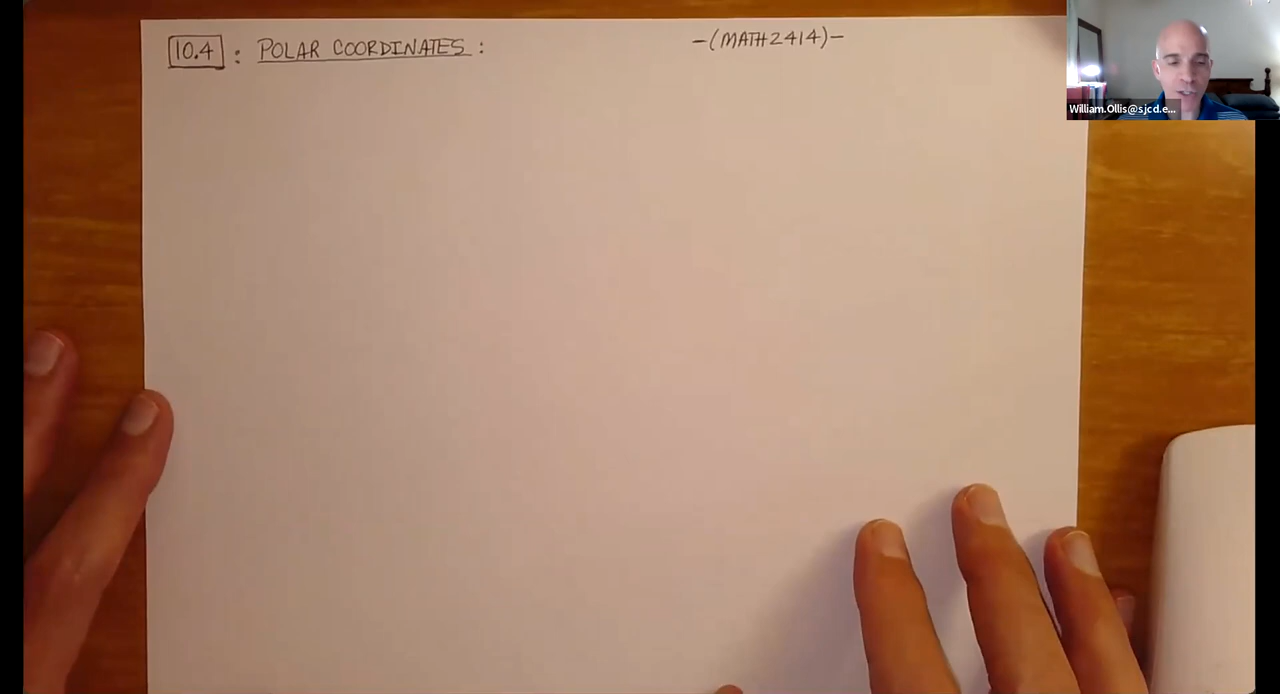 10.4 : POLAR COORDINATES :
-(MATH2414)-
William.Ollis@sjcd.e...